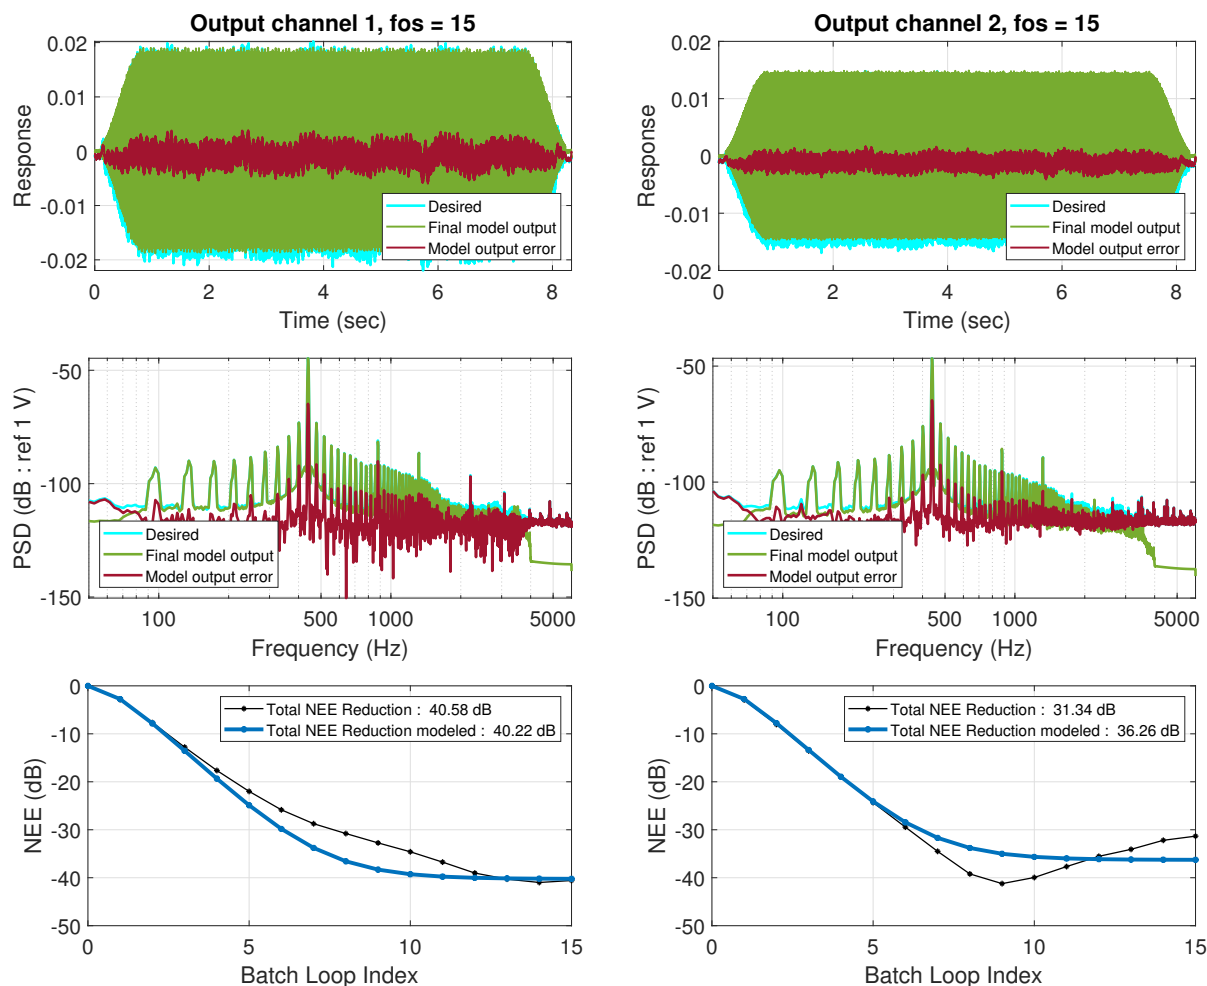 Output channel 1, fos = 15
0.02
0.01
0
-0.01
-0.02
Response
Desired
Final model output
Model output error
0 2 4 6 8
Time (sec)
Output channel 2, fos = 15
0.02
0.01
0
-0.01
-0.02
Response
Desired
Final model output
Model output error
0 2 4 6 8
Time (sec)
-50
-100
-150
PSD (dB : ref 1 V)
Desired
Final model output
Model output error
100 500 1000 5000
Frequency (Hz)
-50
-100
-150
PSD (dB : ref 1 V)
Desired
Final model output
Model output error
100 500 1000 5000
Frequency (Hz)
0
-10
-20
-30
-40
-50
NEE (dB)
Total NEE Reduction : 40.58 dB
Total NEE Reduction modeled : 40.22 dB
0 5 10 15
Batch Loop Index
0
-10
-20
-30
-40
-50
NEE (dB)
Total NEE Reduction : 31.34 dB
Total NEE Reduction modeled : 36.26 dB
0 5 10 15
Batch Loop Index